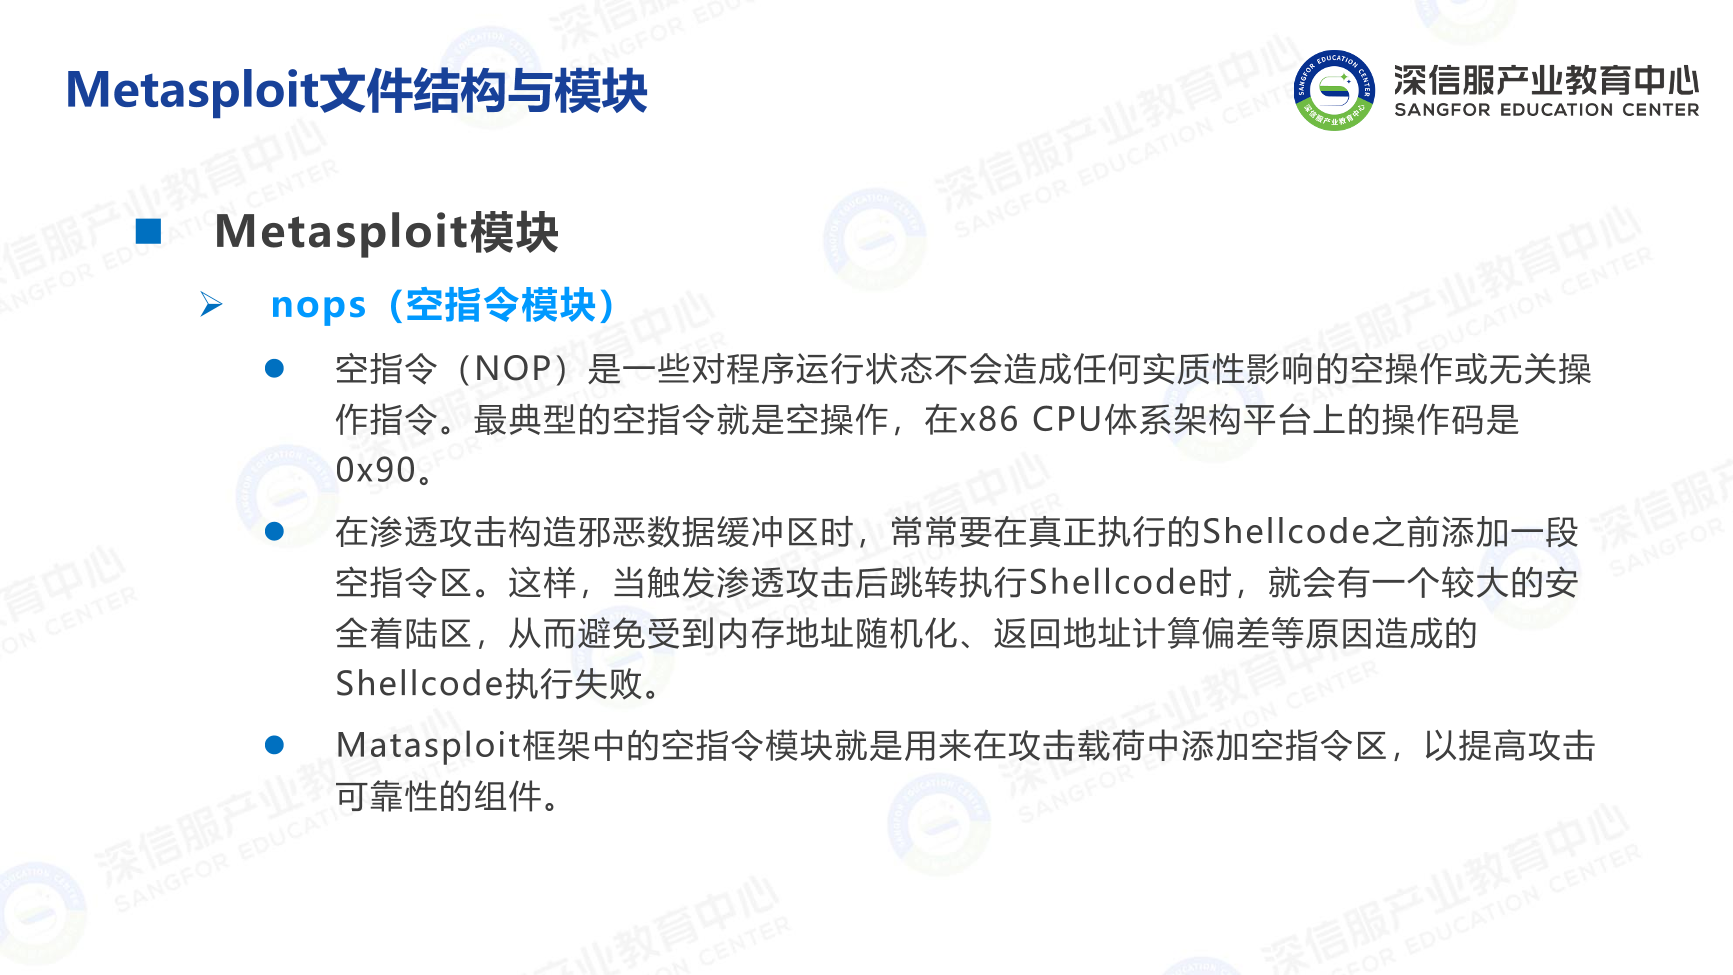 Metasploit文件结构与模块
深信服产业教育中心
SANGFOR EDUCATION CENTER
Metasploit模块
nops（空指令模块）
空指令（NOP）是一些对程序运行状态不会造成任何实质性影响的空操作或无关操
作指令。最典型的空指令就是空操作，在x86 CPU体系架构平台上的操作码是
0x90。
在渗透攻击构造邪恶数据缓冲区时，常常要在真正执行的Shellcode之前添加一段
空指令区。这样，当触发渗透攻击后跳转执行Shellcode时，就会有一个较大的安
全着陆区，从而避免受到内存地址随机化、返回地址计算偏差等原因造成的
Shellcode执行失败。
Matasploit框架中的空指令模块就是用来在攻击载荷中添加空指令区，以提高攻击
可靠性的组件。